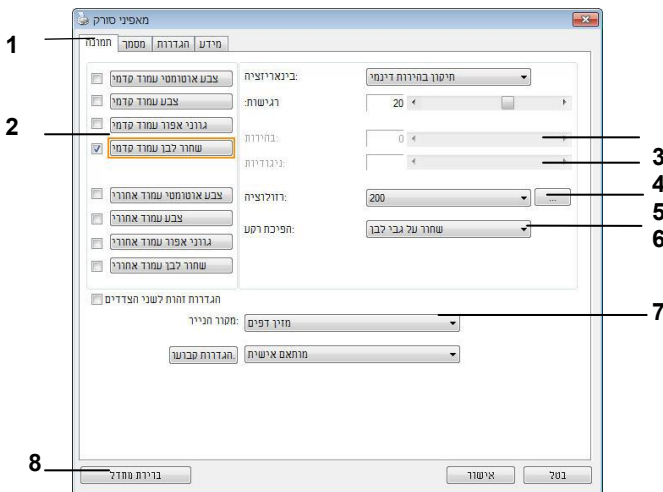 מאפיני סורק
תמונה מסמך הגדרות מידע
1
צבע אוטומטי עמוד קדמי
צבע עמוד קדמי
גווני אפור עמוד קדמי
שחור לבן עמוד קדמי
2
צבע אוטומטי עמוד אחורי
צבע עמוד אחורי
גווני אפור עמוד אחורי
שחור לבן עמוד אחורי
בינאריזציה: תיקון בהירות דינמי
רגישות: 20
בהירות: 0
ניגודיות:
3
רזולוציה: 200 ...
4
5
הפיכת רקע: שחור על גבי לבן
6
הגדרות זהות לשני הצדדים
מקור הנייר: מזין דפים
7
הגדרות קבועו. מותאם אישית
8
ברירת מחדל אישור בטל